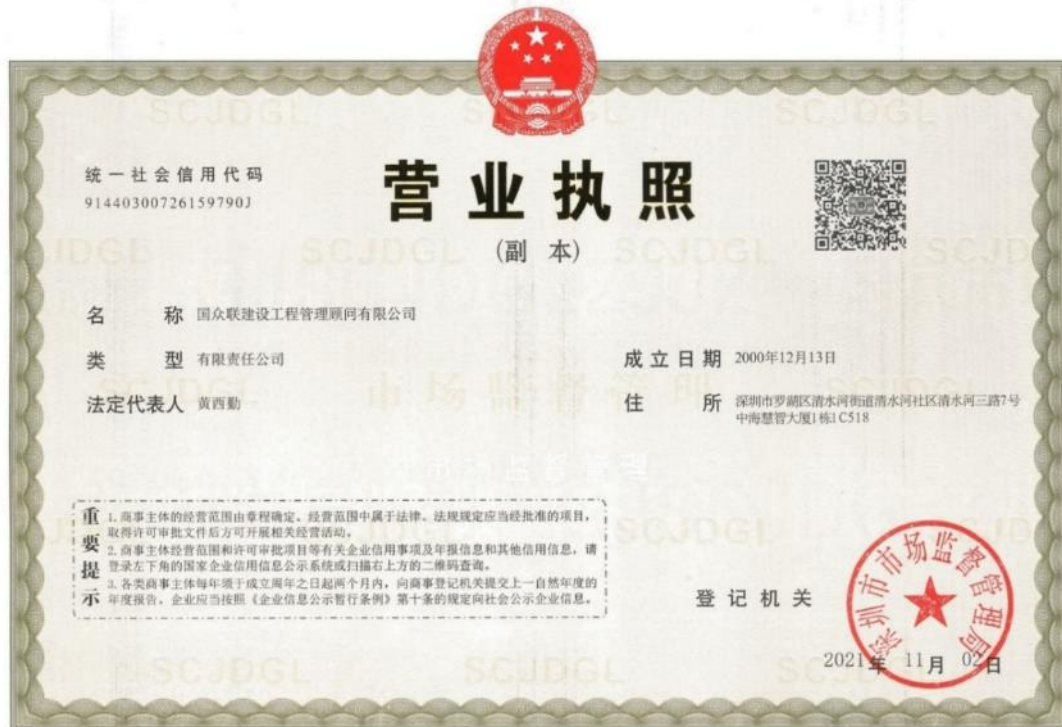 统一社会信用代码
91440300726159790J
营业执照
(副 本)
名 称 国众联建设工程管理顾问有限公司
类 型 有限责任公司
成立日期 2000年12月13日
法定代表人 黄西勤
住 所 深圳市罗湖区清水河街道清水河社区清水河三路7号
中海慧智大厦1栋1C518
重要提示
1. 商事主体的经营范围由章程确定。经营范围中属于法律、法规规定应当经批准的项目,
取得许可审批文件后方可开展相关经营活动。
2. 商事主体经营范围和许可审批项目等有关企业信用事项及年报信息和其他信用信息,请
登录左下角的国家企业信用信息公示系统或扫描右上方的二维码查询。
3. 各类商事主体每年须于成立周年之日起两个月内,向商事登记机关提交上一自然年度的
年度报告。企业应当按照《企业信息公示暂行条例》第十条的规定向社会公示企业信息。
登记机关
深圳市市场监督管理局
2021年 11月 02日
SCJDGL
市场监督管理